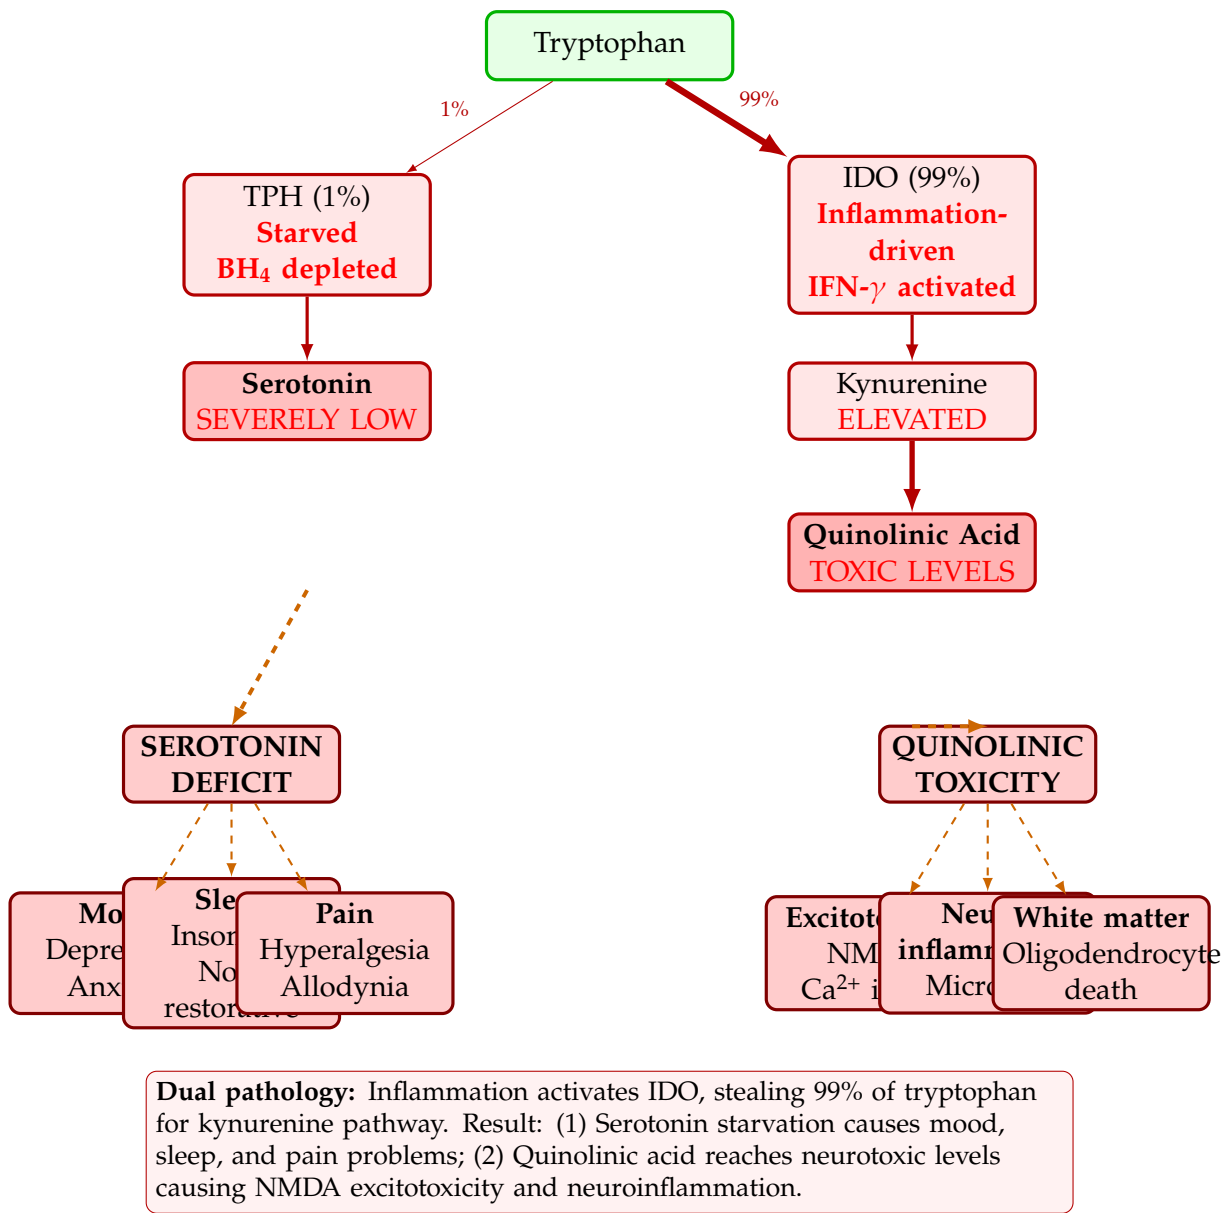 Tryptophan
1%
99%
TPH (1%)
Starved
BH₄ depleted
IDO (99%)
Inflammation-
driven
IFN-γ activated
Serotonin
SEVERELY LOW
Kynurenine
ELEVATED
Quinolinic Acid
TOXIC LEVELS
SEROTONIN
DEFICIT
QUINOLINIC
TOXICITY
Pain
Hyperalgesia
Allodynia
Ca²⁺
White matter
Oligodendrocyte
death
Dual pathology: Inflammation activates IDO, stealing 99% of tryptophan
for kynurenine pathway. Result: (1) Serotonin starvation causes mood,
sleep, and pain problems; (2) Quinolinic acid reaches neurotoxic levels
causing NMDA excitotoxicity and neuroinflammation.